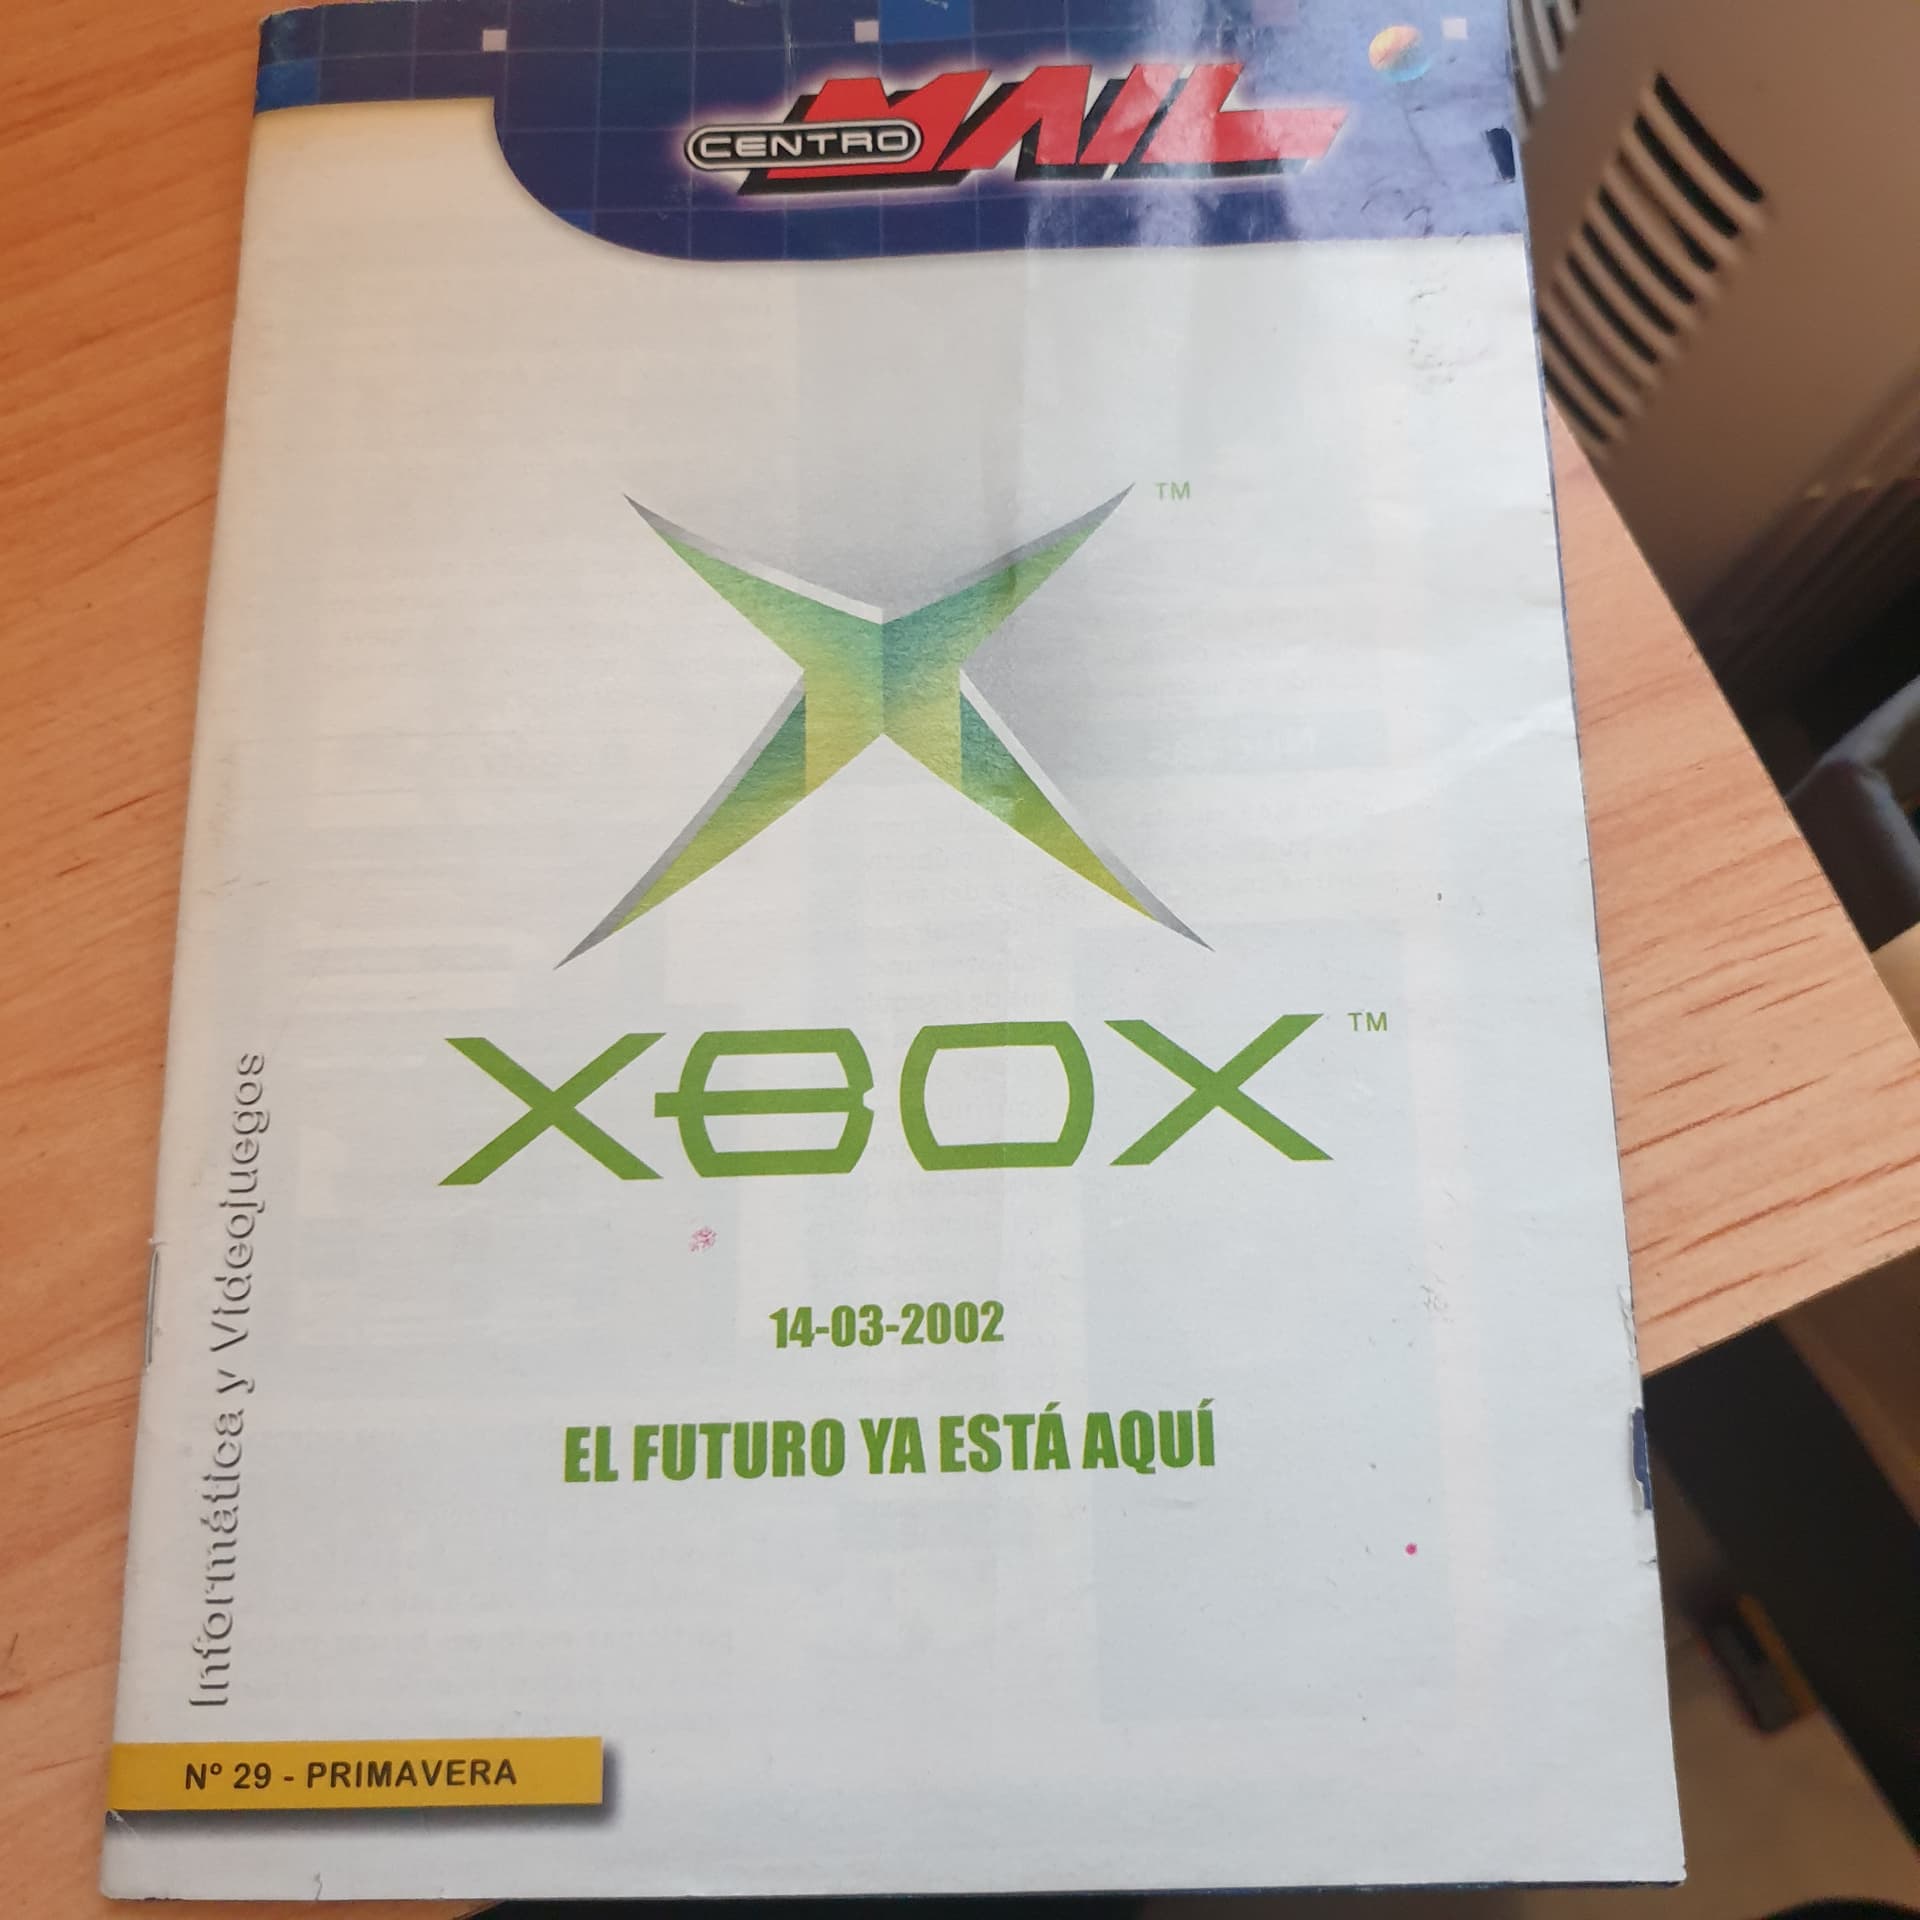 CENTRO MAIL
TM
XBOX TM
14-03-2002
EL FUTURO YA ESTÁ AQUÍ
Informática y Videojuegos
Nº 29 - PRIMAVERA